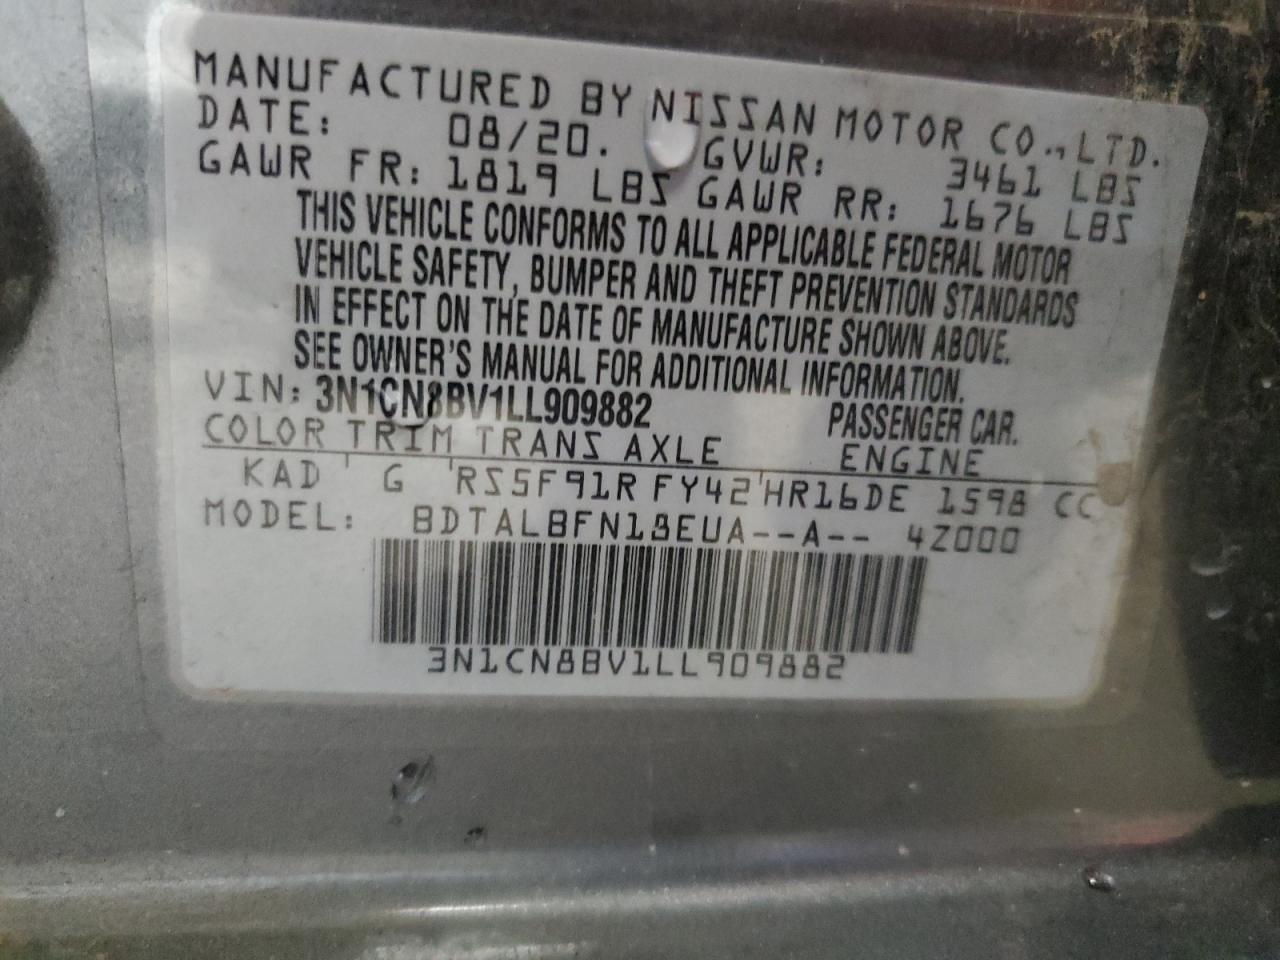 MANUFACTURED BY NISSAN MOTOR CO., LTD.
DATE: 08/20. GVWR: 3461 LBS
GAWR FR: 1819 LBS GAWR RR: 1676 LBS
THIS VEHICLE CONFORMS TO ALL APPLICABLE FEDERAL MOTOR
VEHICLE SAFETY, BUMPER AND THEFT PREVENTION STANDARDS
IN EFFECT ON THE DATE OF MANUFACTURE SHOWN ABOVE.
SEE OWNER'S MANUAL FOR ADDITIONAL INFORMATION.
VIN: 3N1CN8BV1LL909882 PASSENGER CAR.
COLOR TRIM TRANS AXLE ENGINE
KAD G RS5F91R FY42 HR16DE 1598 CC
MODEL: BDTALBFN18EUA--A-- 4Z000
3N1CN8BV1LL909882